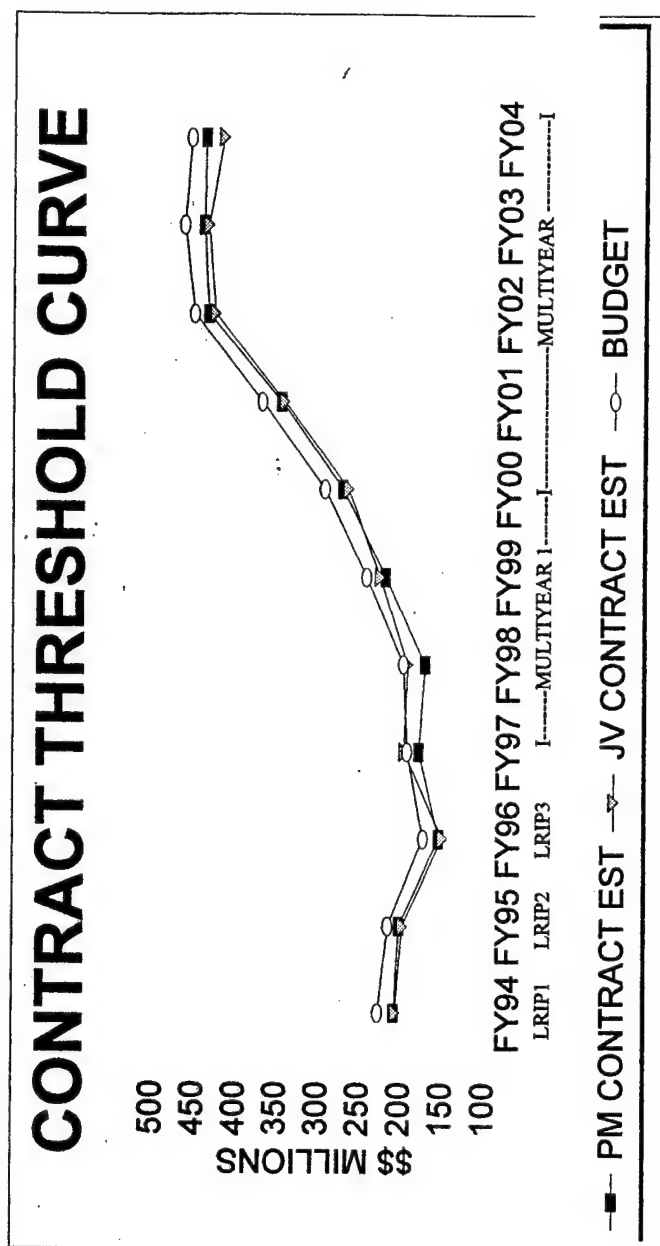 CONTRACT THRESHOLD CURVE
500
450
400
350
300
250
200
150
100
$$ MILLIONS
FY94 FY95 FY96 FY97 FY98 FY99 FY00 FY01 FY02 FY03 FY04
LRIP1 LRIP2 LRIP3 I------MULTIYEAR 1------I--------------------MULTIYEAR ------------I
PM CONTRACT EST JV CONTRACT EST BUDGET